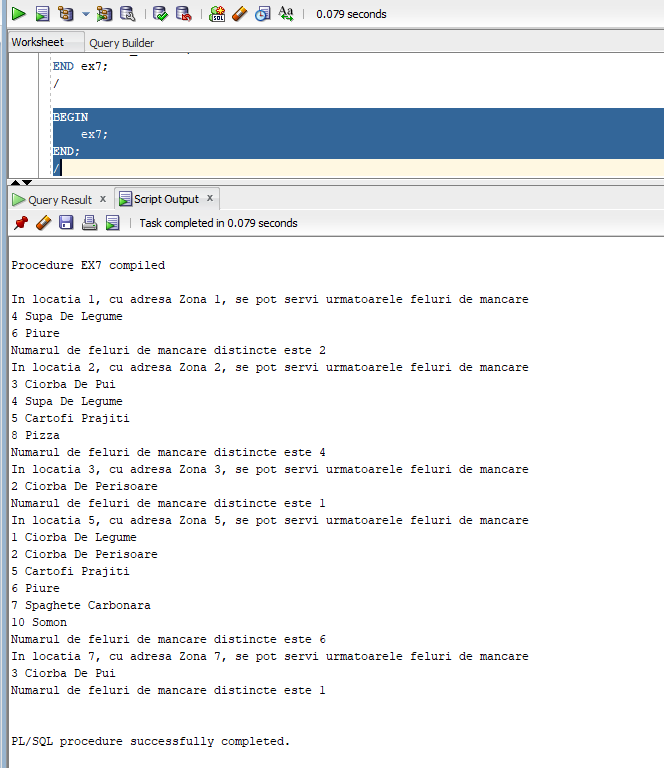 SQL
Aa
0.079 seconds
Worksheet Query Builder
END ex7;
/
BEGIN
ex7;
END;
/
Query Result x Script Output x
Task completed in 0.079 seconds
Procedure EX7 compiled
In locatia 1, cu adresa Zona 1, se pot servi urmatoarele feluri de mancare
4 Supa De Legume
6 Piure
Numarul de feluri de mancare distincte este 2
In locatia 2, cu adresa Zona 2, se pot servi urmatoarele feluri de mancare
3 Ciorba De Pui
4 Supa De Legume
5 Cartofi Prajiti
8 Pizza
Numarul de feluri de mancare distincte este 4
In locatia 3, cu adresa Zona 3, se pot servi urmatoarele feluri de mancare
2 Ciorba De Perisoare
Numarul de feluri de mancare distincte este 1
In locatia 5, cu adresa Zona 5, se pot servi urmatoarele feluri de mancare
1 Ciorba De Legume
2 Ciorba De Perisoare
5 Cartofi Prajiti
6 Piure
7 Spaghete Carbonara
10 Somon
Numarul de feluri de mancare distincte este 6
In locatia 7, cu adresa Zona 7, se pot servi urmatoarele feluri de mancare
3 Ciorba De Pui
Numarul de feluri de mancare distincte este 1
PL/SQL procedure successfully completed.